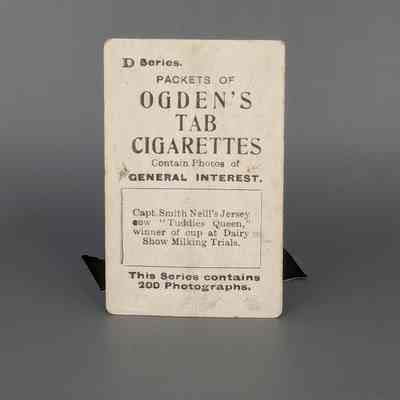 D Series.
PACKETS OF
OGDEN'S
TAB
CIGARETTES
Contain Photos of
GENERAL INTEREST.
Capt. Smith Neill's Jersey
cow "Tuddies Queen,"
winner of cup at Dairy
Show Milking Trials.
This Series contains
200 Photographs.